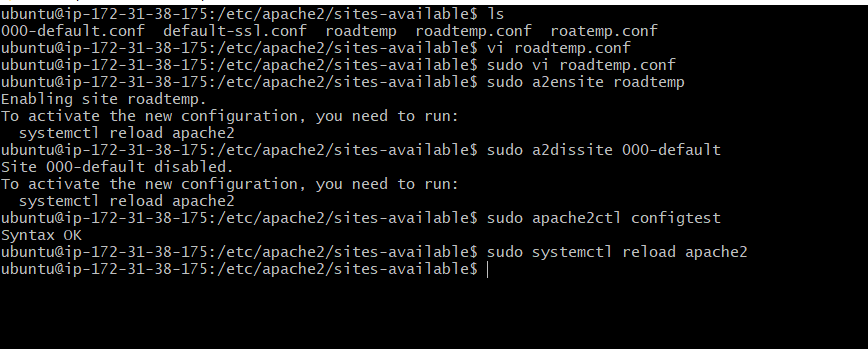 ubuntu@ip-172-31-38-175:/etc/apache2/sites-available$ ls
000-default.conf  default-ssl.conf  roadtemp  roadtemp.conf  roatemp.conf
ubuntu@ip-172-31-38-175:/etc/apache2/sites-available$ vi roadtemp.conf
ubuntu@ip-172-31-38-175:/etc/apache2/sites-available$ sudo vi roadtemp.conf
ubuntu@ip-172-31-38-175:/etc/apache2/sites-available$ sudo a2ensite roadtemp
Enabling site roadtemp.
To activate the new configuration, you need to run:
  systemctl reload apache2
ubuntu@ip-172-31-38-175:/etc/apache2/sites-available$ sudo a2dissite 000-default
Site 000-default disabled.
To activate the new configuration, you need to run:
  systemctl reload apache2
ubuntu@ip-172-31-38-175:/etc/apache2/sites-available$ sudo apache2ctl configtest
Syntax OK
ubuntu@ip-172-31-38-175:/etc/apache2/sites-available$ sudo systemctl reload apache2
ubuntu@ip-172-31-38-175:/etc/apache2/sites-available$